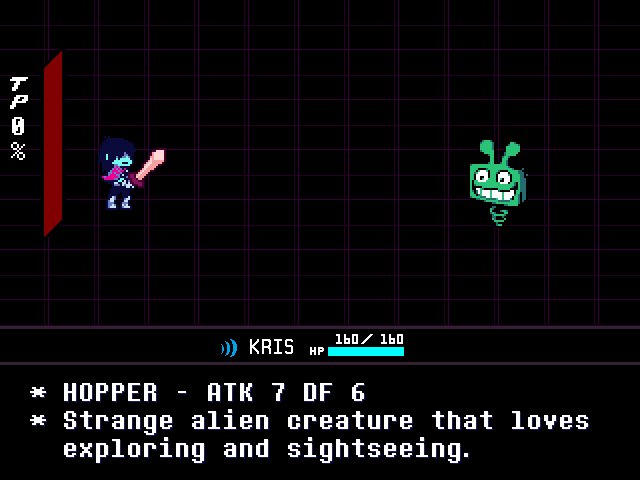 TP
0
%
KRIS HP 160/ 160
* HOPPER - ATK 7 DF 6
* Strange alien creature that loves
exploring and sightseeing.